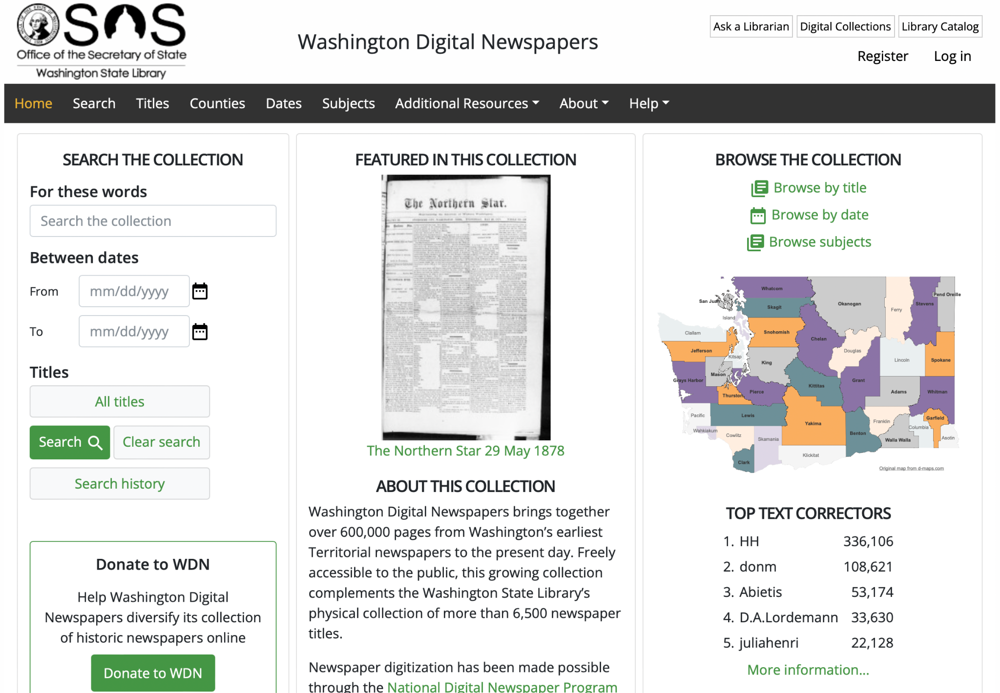 SOS
Office of the Secretary of State
Washington State Library
Washington Digital Newspapers
Ask a Librarian
Digital Collections
Library Catalog
Register
Log in
Home
Search
Titles
Counties
Dates
Subjects
Additional Resources
About
Help
SEARCH THE COLLECTION
For these words
Search the collection
Between dates
From
mm/dd/yyyy
To
mm/dd/yyyy
Titles
All titles
Search
Clear search
Search history
Donate to WDN
Help Washington Digital
Newspapers diversify its collection
of historic newspapers online
Donate to WDN
FEATURED IN THIS COLLECTION
The Northern Star.
The Northern Star 29 May 1878
ABOUT THIS COLLECTION
Washington Digital Newspapers brings together
over 600,000 pages from Washington’s earliest
Territorial newspapers to the present day. Freely
accessible to the public, this growing collection
complements the Washington State Library’s
physical collection of more than 6,500 newspaper
titles.
Newspaper digitization has been made possible
through the National Digital Newspaper Program
BROWSE THE COLLECTION
Browse by title
Browse by date
Browse subjects
Whatcom
San Juan
Skagit
Island
Okanogan
Ferry
Stevens
Pend Oreille
Clallam
Snohomish
Chelan
Jefferson
Kitsap
Douglas
Lincoln
Spokane
King
Mason
Grays Harbor
Kittitas
Grant
Thurston
Pierce
Adams
Whitman
Pacific
Lewis
Yakima
Franklin
Garfield
Wahkiakum
Cowlitz
Skamania
Benton
Walla Walla
Columbia
Asotin
Clark
Klickitat
Original map from d-maps.com
TOP TEXT CORRECTORS
1. HH 336,106
2. donm 108,621
3. Abietis 53,174
4. D.A.Lordemann 33,630
5. juliahenri 22,128
More information...